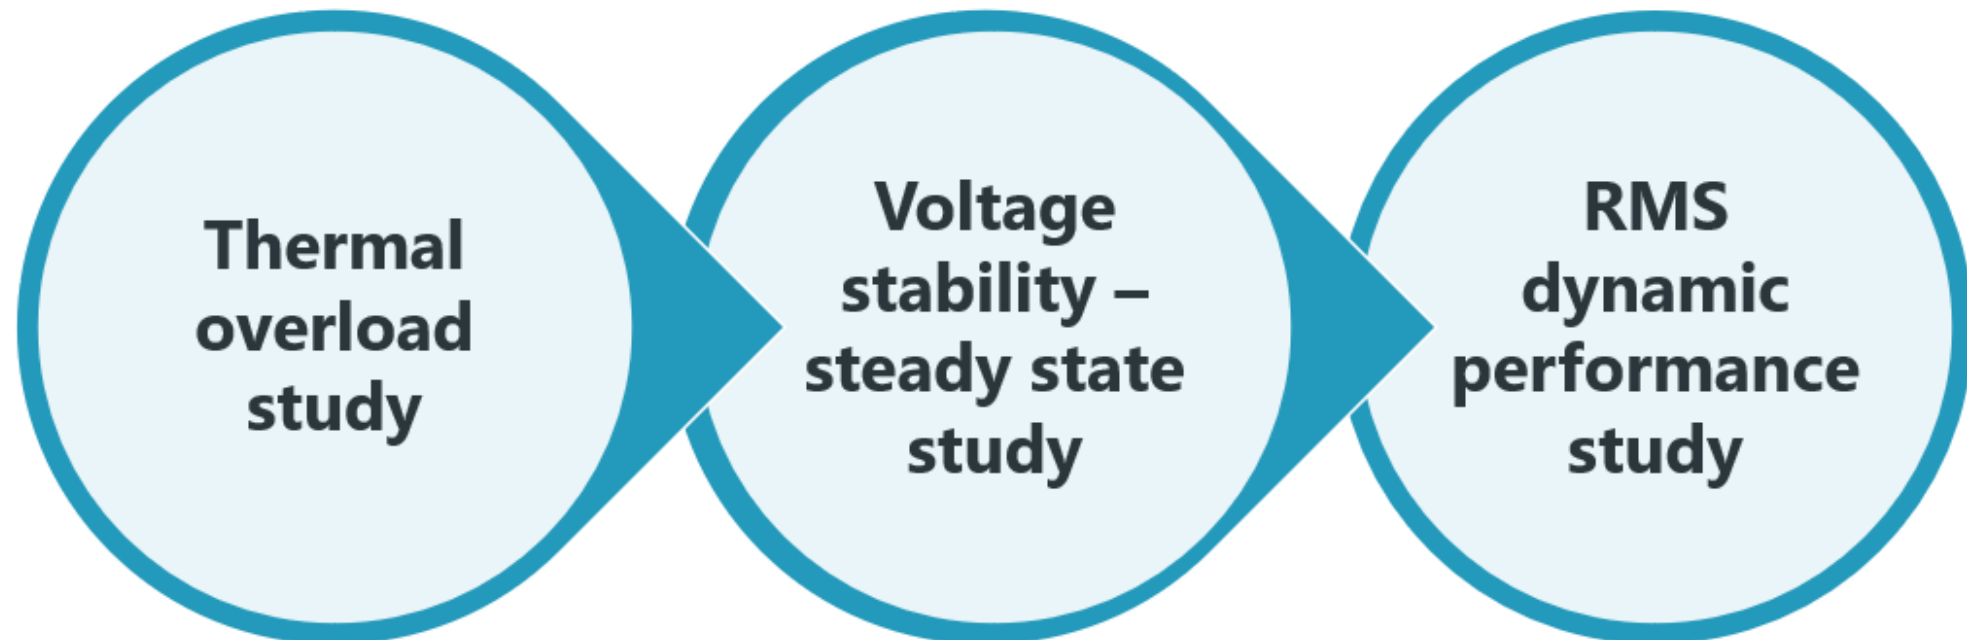 Thermal
overload
study
Voltage
stability –
steady state
study
RMS
dynamic
performance
study